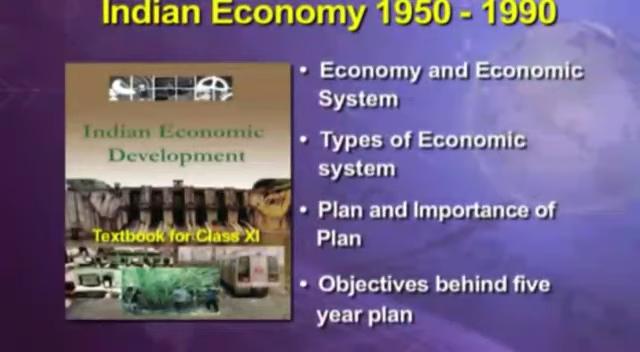 Indian Economy 1950 - 1990
Indian Economic
Development
Textbook for Class XI
• Economy and Economic
System
• Types of Economic
system
• Plan and Importance of
Plan
• Objectives behind five
year plan